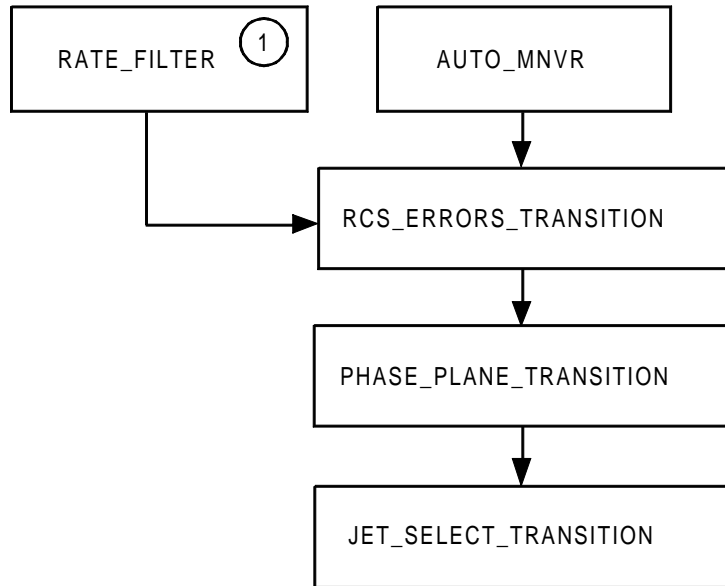 RATE_FILTER
1
AUTO_MNVR
RCS_ERRORS_TRANSITION
PHASE_PLANE_TRANSITION
JET_SELECT_TRANSITION